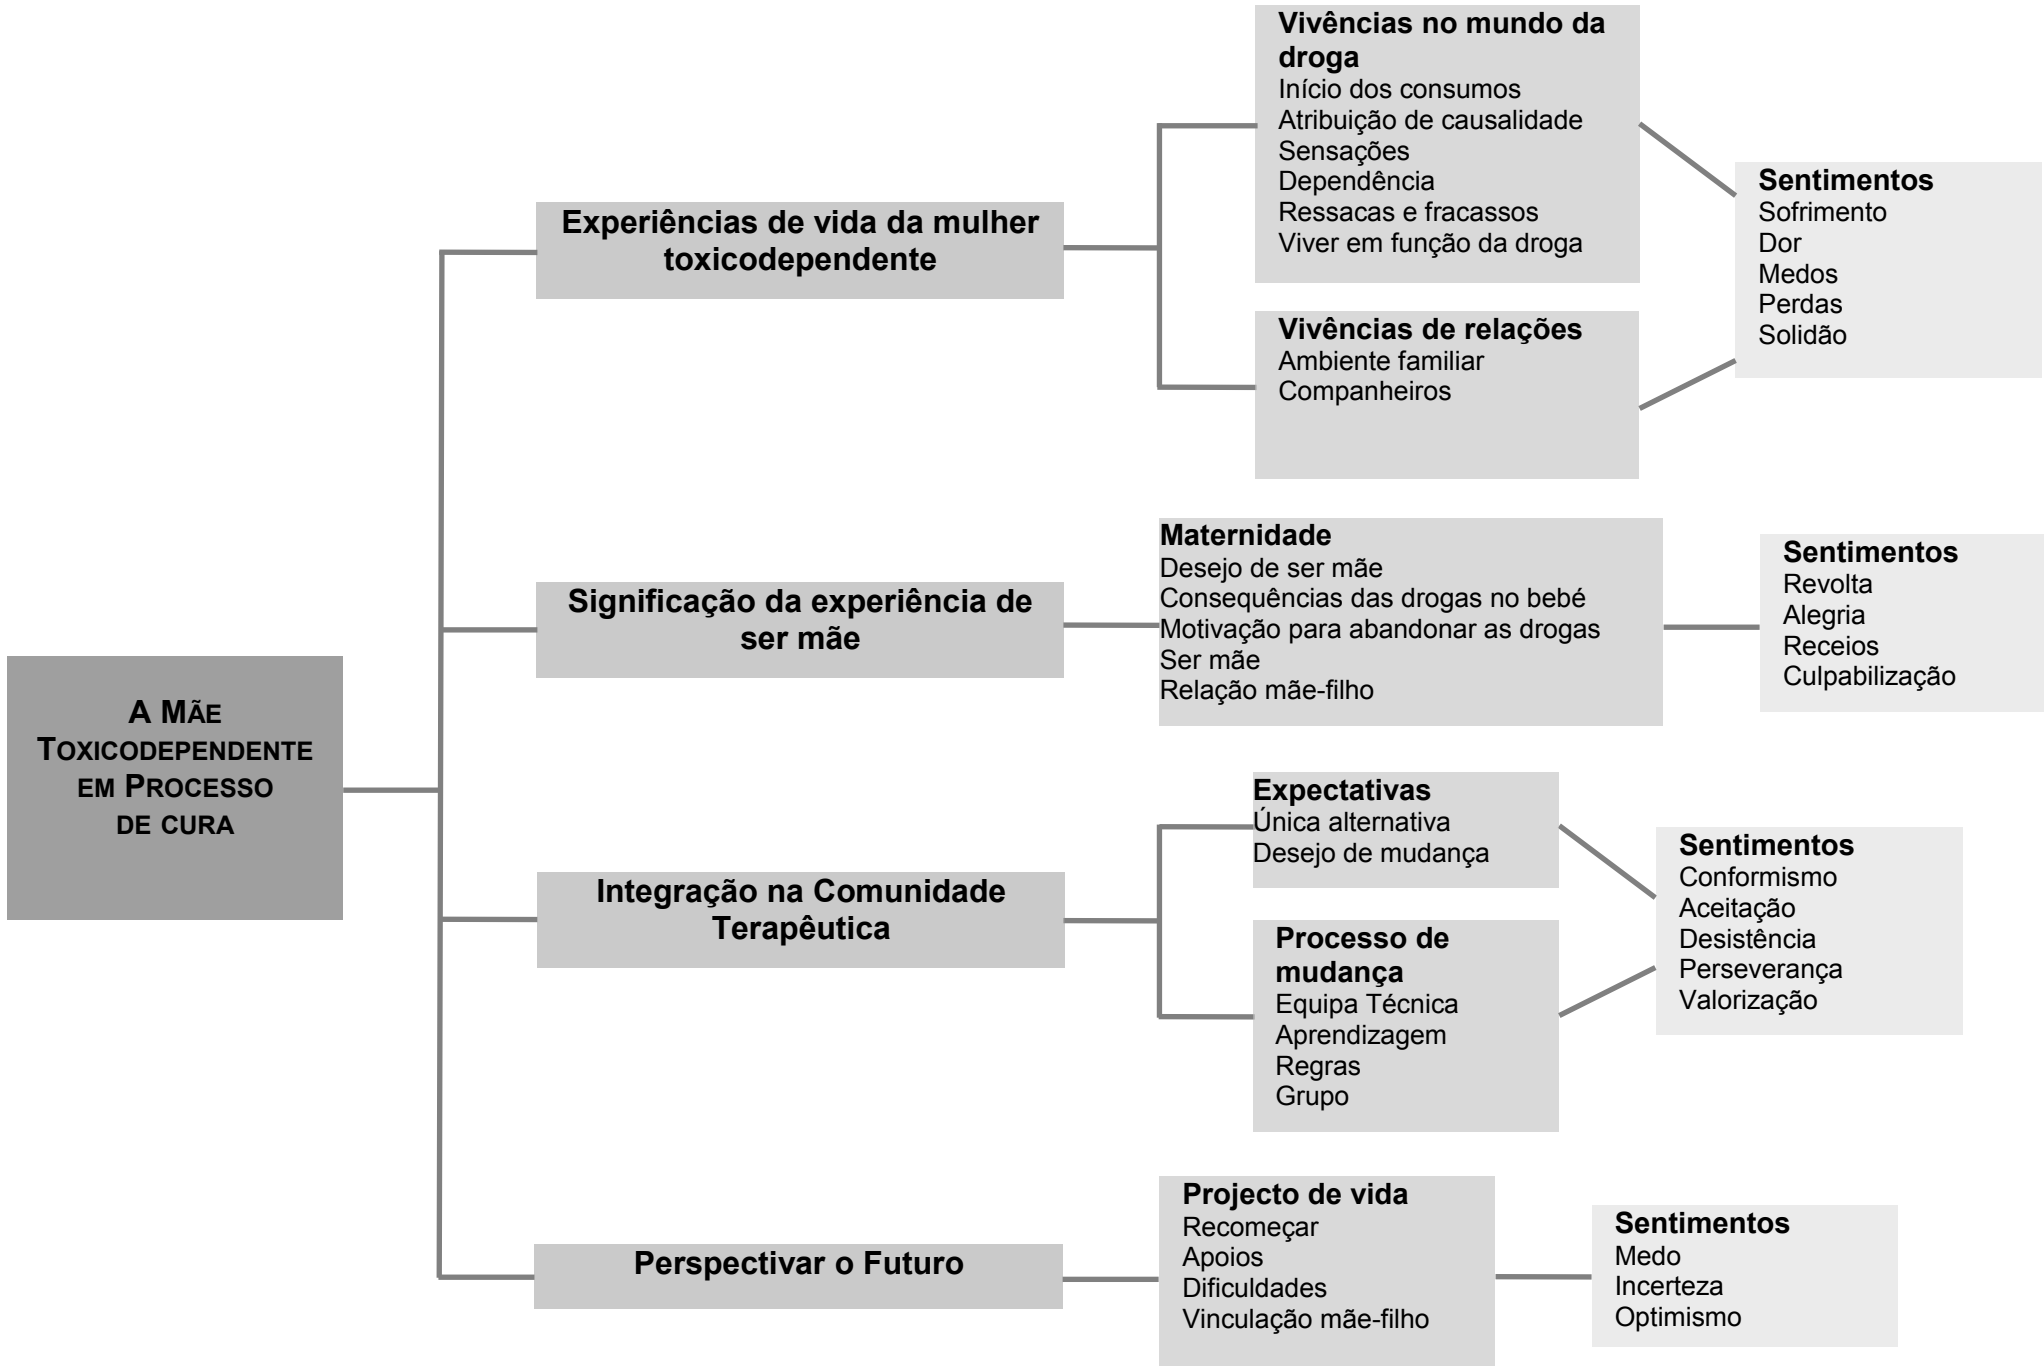 A MÃE
TOXICODEPENDENTE
EM PROCESSO
DE CURA
Experiências de vida da mulher
toxicodependente
Vivências no mundo da
droga
Início dos consumos
Atribuição de causalidade
Sensações
Dependência
Ressacas e fracassos
Viver em função da droga
Vivências de relações
Ambiente familiar
Companheiros
Sentimentos
Sofrimento
Dor
Medos
Perdas
Solidão
Significação da experiência de
ser mãe
Maternidade
Desejo de ser mãe
Consequências das drogas no bebé
Motivação para abandonar as drogas
Ser mãe
Relação mãe-filho
Sentimentos
Revolta
Alegria
Receios
Culpabilização
Integração na Comunidade
Terapêutica
Expectativas
Única alternativa
Desejo de mudança
Processo de
mudança
Equipa Técnica
Aprendizagem
Regras
Grupo
Sentimentos
Conformismo
Aceitação
Desistência
Perseverança
Valorização
Perspectivar o Futuro
Projecto de vida
Recomeçar
Apoios
Dificuldades
Vinculação mãe-filho
Sentimentos
Medo
Incerteza
Optimismo